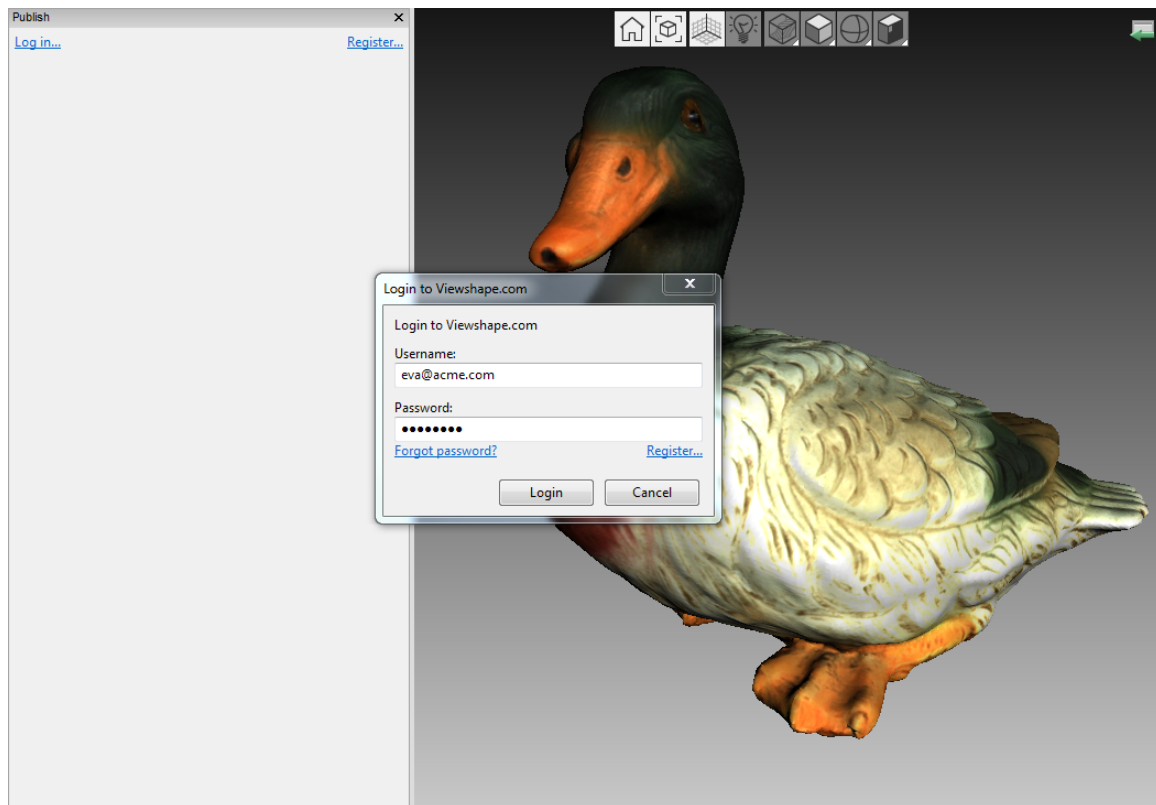 Publish
Log in...
Register...
Login to Viewshape.com
Login to Viewshape.com
Username:
eva@acme.com
Password:
●●●●●●●●
Forgot password?
Register...
Login
Cancel